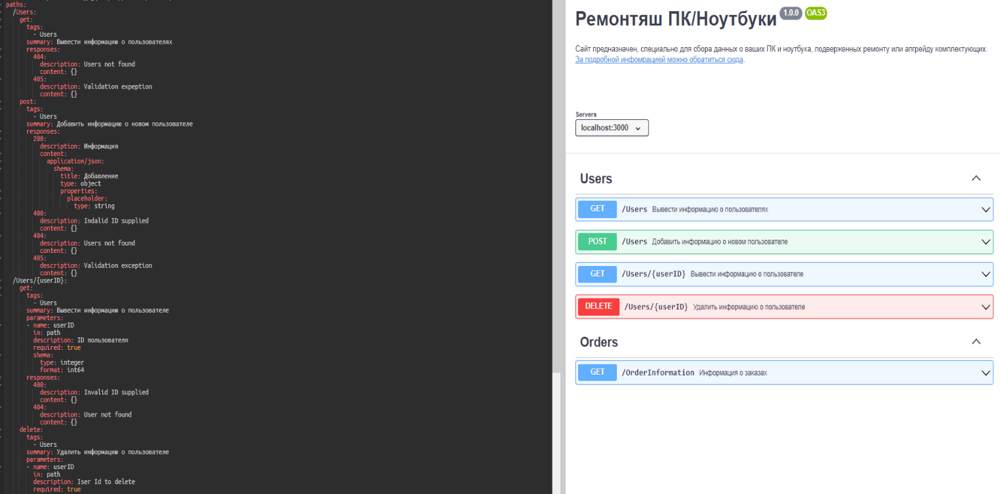 paths:
/Users:
get:
tags:
- Users
summary: Вывести информацию о пользователях
responses:
404:
description: Users not found
content: {}
405:
description: Validation expeption
content: {}
post:
tags:
- Users
summary: Добавить информацию о новом пользователе
responses:
200:
description: Информация
content:
application/json:
shema:
title: Добавление
type: object
properties:
placeholder:
type: string
400:
description: Indalid ID supplied
content: {}
404:
description: Users not found
content: {}
405:
description: Validation exception
content: {}
/Users/{userID}:
get:
tags:
- Users
summary: Вывести информацию о пользователе
parameters:
- name: userID
in: path
description: ID пользователя
required: true
shema:
type: integer
format: int64
responses:
400:
description: Invalid ID supplied
content: {}
404:
description: User not found
content: {}
delete:
tags:
- Users
summary: Удалить информацию о пользователе
parameters:
- name: userID
in: path
description: Iser Id to delete
required: true
Ремонтяш ПК/Ноутбуки 1.0.0 OAS3
Сайт предназначен, специально для сбора данных о ваших ПК и ноутбука, подверженных ремонту или апгрейду комплектующих.
За подробной инфомрацией можно обратиться сюда.
Servers
localhost:3000
Users
GET /Users Вывести информацию о пользователях
POST /Users Добавить информацию о новом пользователе
GET /Users/{userID} Вывести информацию о пользователе
DELETE /Users/{userID} Удалить информацию о пользователе
Orders
GET /OrderInformation Информация о заказах